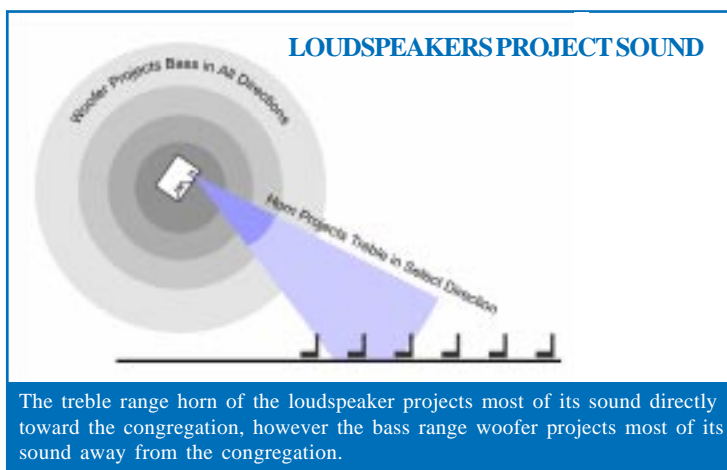 LOUDSPEAKERS PROJECT SOUND
Woofer Projects Bass in All Directions
Horn Projects Treble in Select Direction
The treble range horn of the loudspeaker projects most of its sound directly
toward the congregation, however the bass range woofer projects most of its
sound away from the congregation.